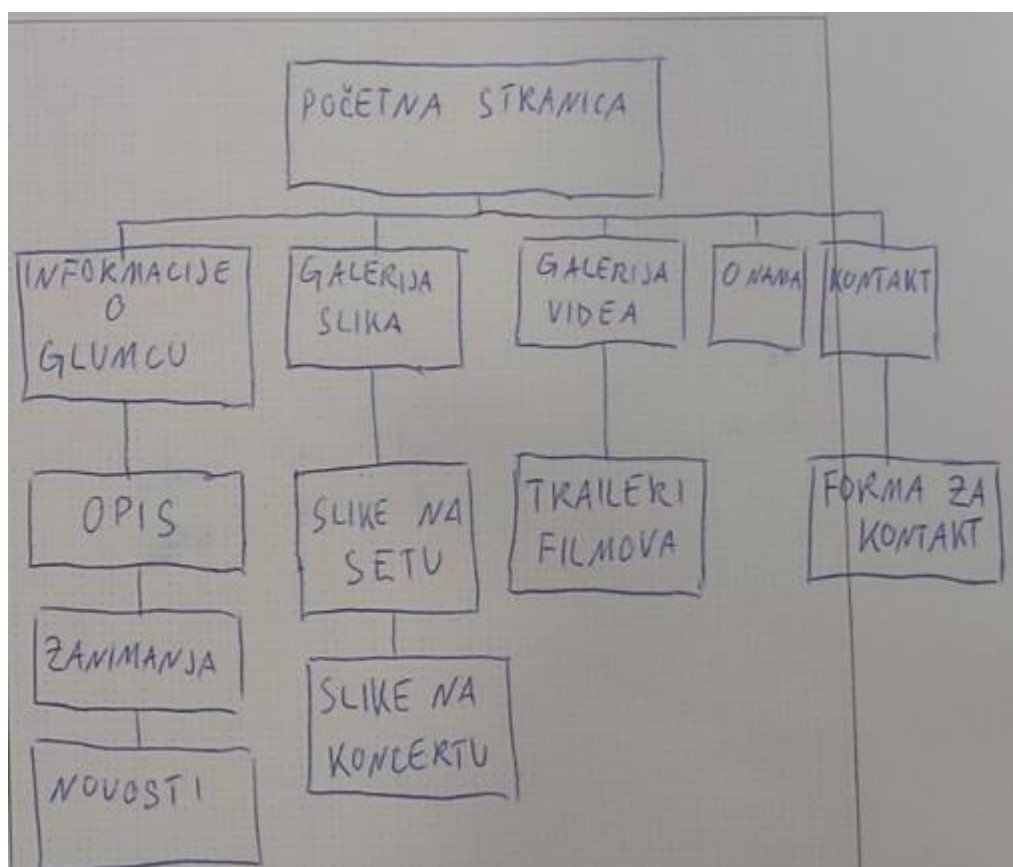 POČETNA STRANICA
INFORMACIJE
O
GLUMCU
GALERIJA
SLIKA
GALERIJA
VIDEA
O NAMA
KONTAKT
OPIS
SLIKE NA
SETU
TRAILERI
FILMOVA
FORMA ZA
KONTAKT
ZANIMANJA
SLIKE NA
KONCERTU
NOVOSTI